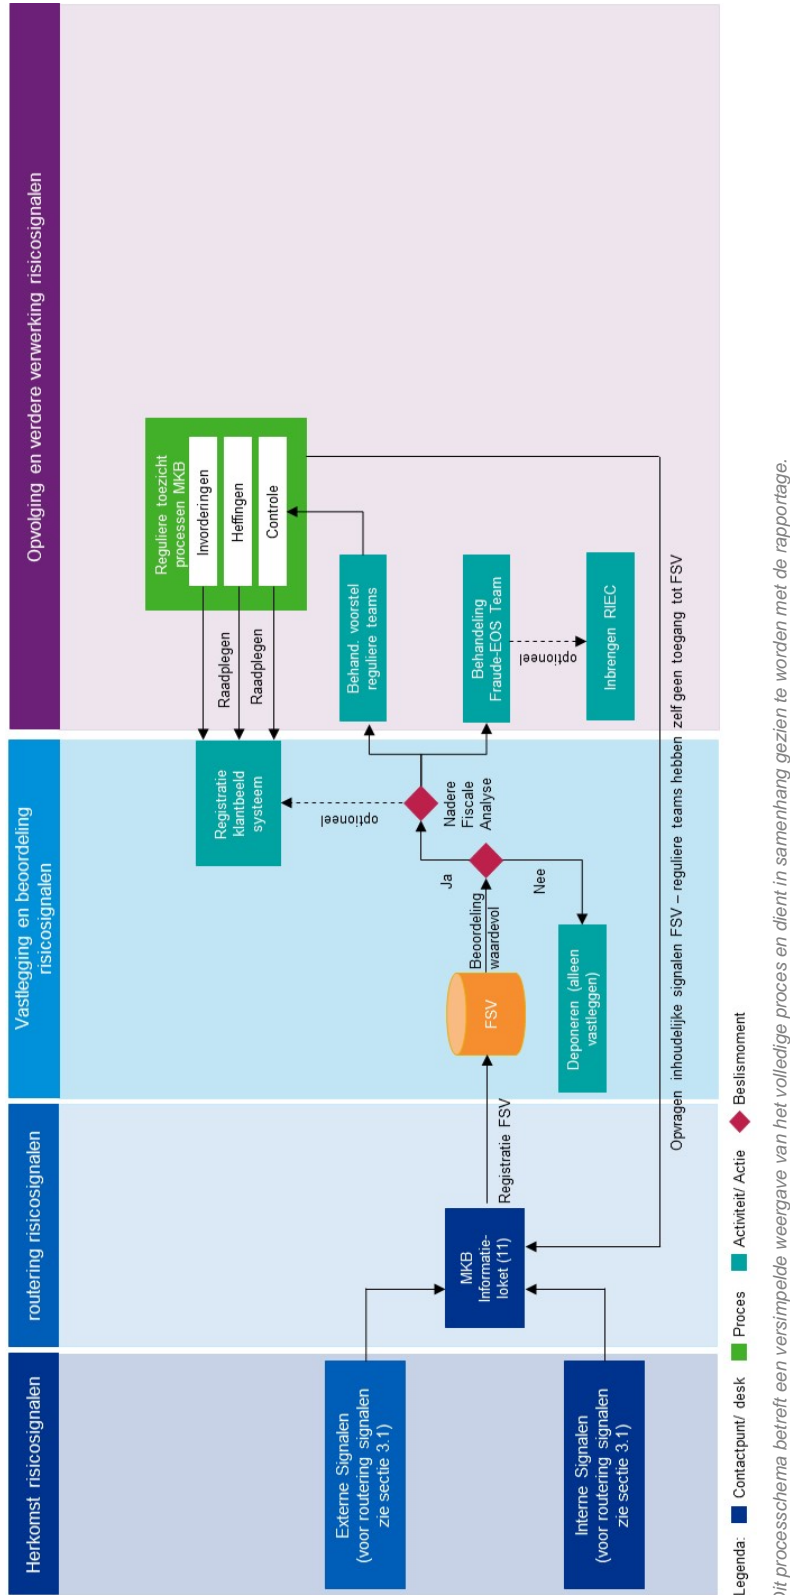 Herkomst risicosignalen
routering risicosignalen
Vastlegging en beoordeling
risicosignalen
Opvolging en verdere verwerking risicosignalen
Externe Signalen
(voor routering signalen
zie sectie 3.1)
Interne Signalen
(voor routering signalen
zie sectie 3.1)
MKB
Informatie-
loket (11)
Registratie FSV
FSV
Beoordeling
waardevol
Ja
Nee
Deponeren (alleen
vastleggen)
Nadere
Fiscale
Analyse
optioneel
Registratie
klantbeeld
systeem
Raadplegen
Raadplegen
Reguliere toezicht
processen MKB
Invorderingen
Heffingen
Controle
Behand. voorstel
reguliere teams
Behandeling
Fraude-EOS Team
optioneel
Inbrengen RIEC
Opvragen inhoudelijke signalen FSV – reguliere teams hebben zelf geen toegang tot FSV
Legenda:
Contactpunt/ desk
Proces
Activiteit/ Actie
Beslismoment
Dit processchema betreft een versimpelde weergave van het volledige proces en dient in samenhang gezien te worden met de rapportage.